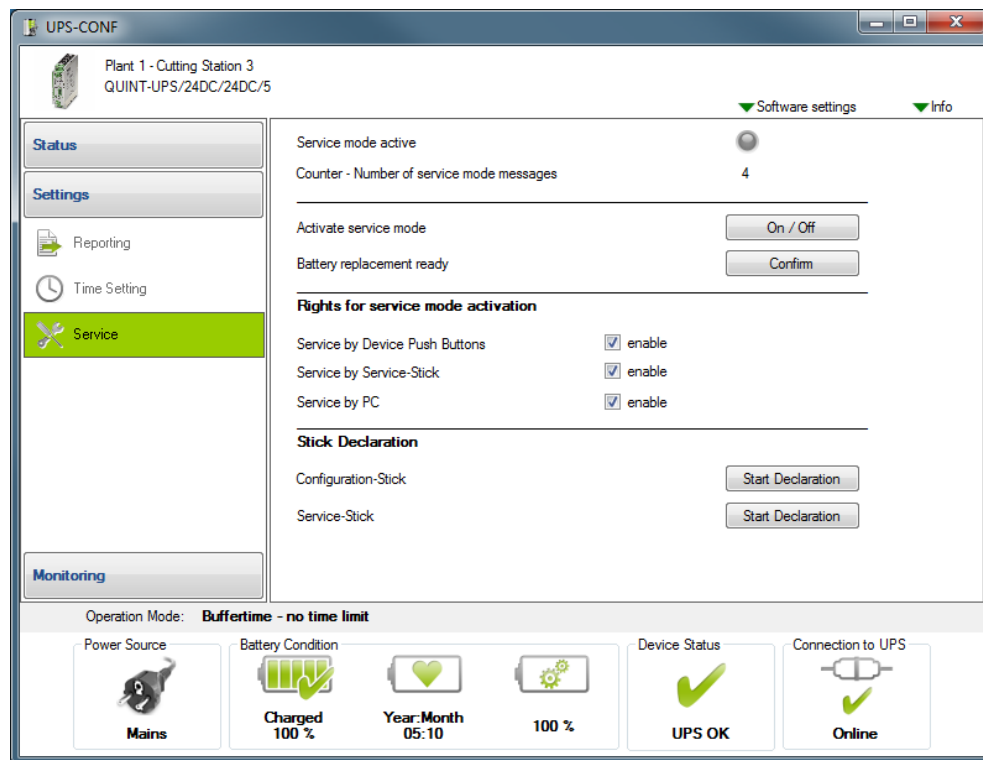 UPS-CONF
Plant 1 - Cutting Station 3
QUINT-UPS/24DC/24DC/5
Software settings
Info
Status
Settings
Reporting
Time Setting
Service
Monitoring
Service mode active
Counter - Number of service mode messages 4
Activate service mode On / Off
Battery replacement ready Confirm
Rights for service mode activation
Service by Device Push Buttons enable
Service by Service-Stick enable
Service by PC enable
Stick Declaration
Configuration-Stick Start Declaration
Service-Stick Start Declaration
Operation Mode: Buffertime - no time limit
Power Source
Mains
Battery Condition
Charged
100 %
Year:Month
05:10
100 %
Device Status
UPS OK
Connection to UPS
Online